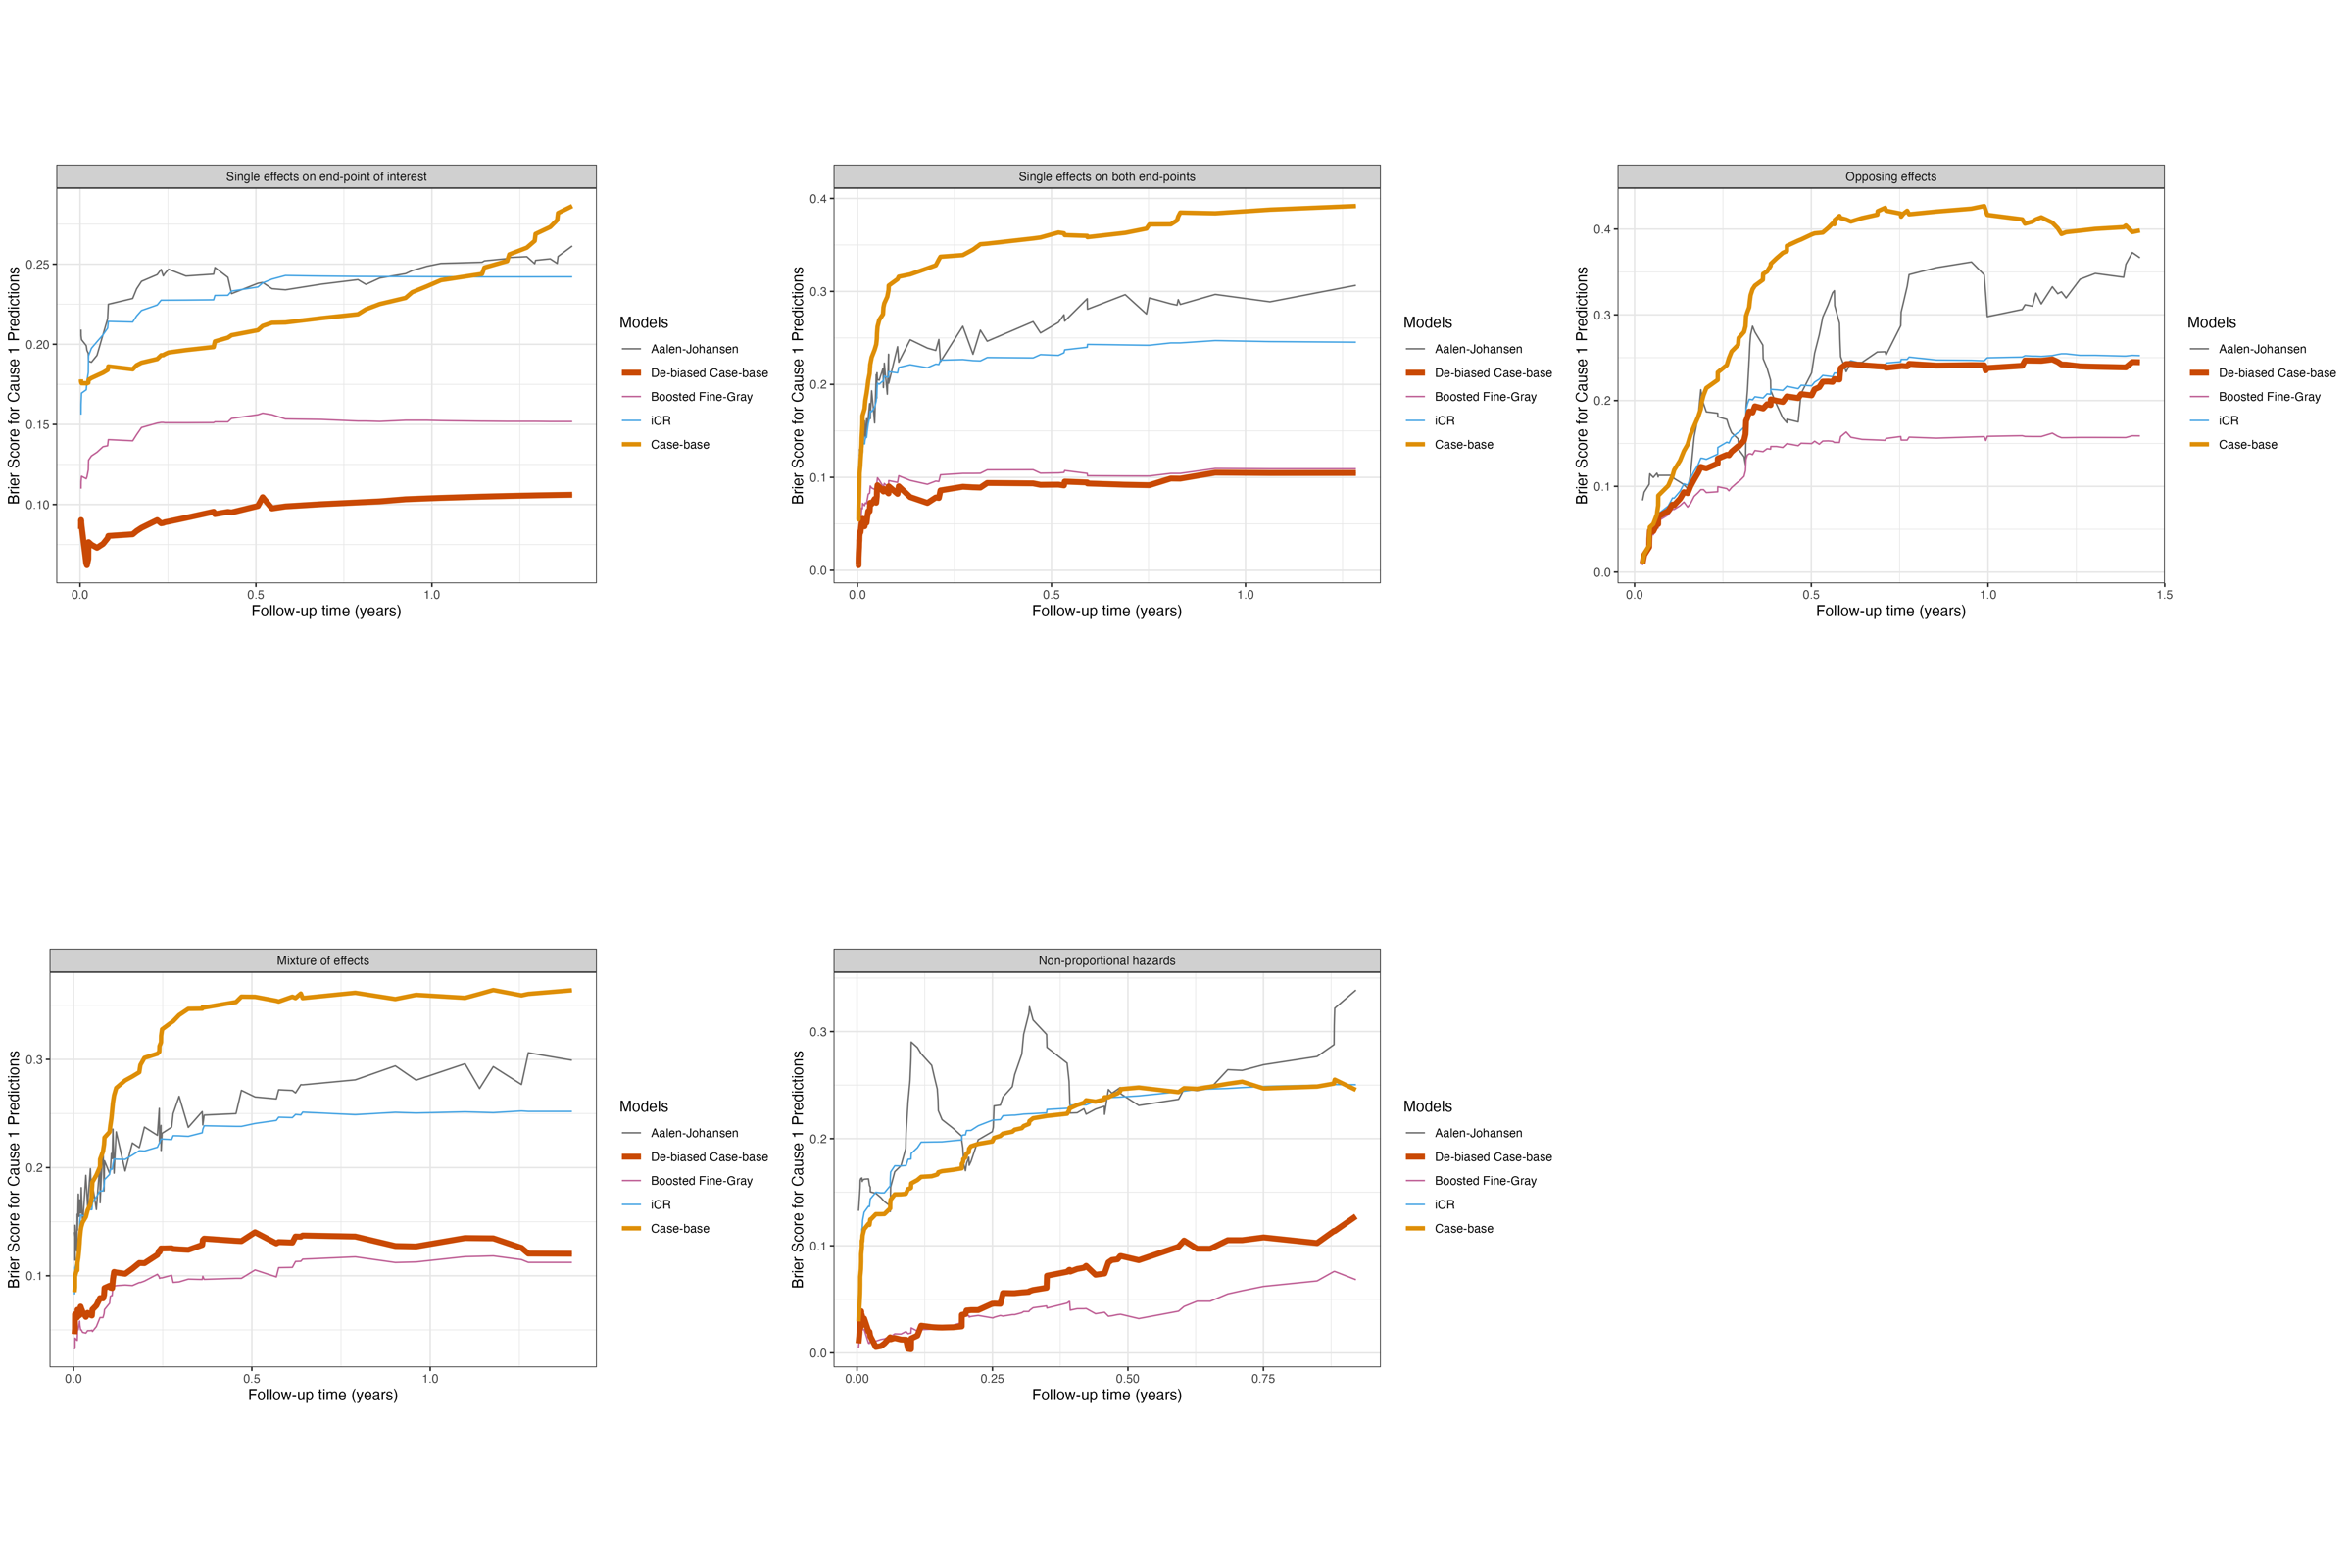 Single effects on end-point of interest
Brier Score for Cause 1 Predictions
0.25
0.20
0.15
0.10
0.0 0.5 1.0
Follow-up time (years)
Models
Aalen-Johansen
De-biased Case-base
Boosted Fine-Gray
iCR
Case-base
Single effects on both end-points
Brier Score for Cause 1 Predictions
0.4
0.3
0.2
0.1
0.0
0.0 0.5 1.0
Follow-up time (years)
Models
Aalen-Johansen
De-biased Case-base
Boosted Fine-Gray
iCR
Case-base
Opposing effects
Brier Score for Cause 1 Predictions
0.4
0.3
0.2
0.1
0.0
0.0 0.5 1.0 1.5
Follow-up time (years)
Models
Aalen-Johansen
De-biased Case-base
Boosted Fine-Gray
iCR
Case-base
Mixture of effects
Brier Score for Cause 1 Predictions
0.3
0.2
0.1
0.0 0.5 1.0
Follow-up time (years)
Models
Aalen-Johansen
De-biased Case-base
Boosted Fine-Gray
iCR
Case-base
Non-proportional hazards
Brier Score for Cause 1 Predictions
0.3
0.2
0.1
0.0
0.00 0.25 0.50 0.75
Follow-up time (years)
Models
Aalen-Johansen
De-biased Case-base
Boosted Fine-Gray
iCR
Case-base